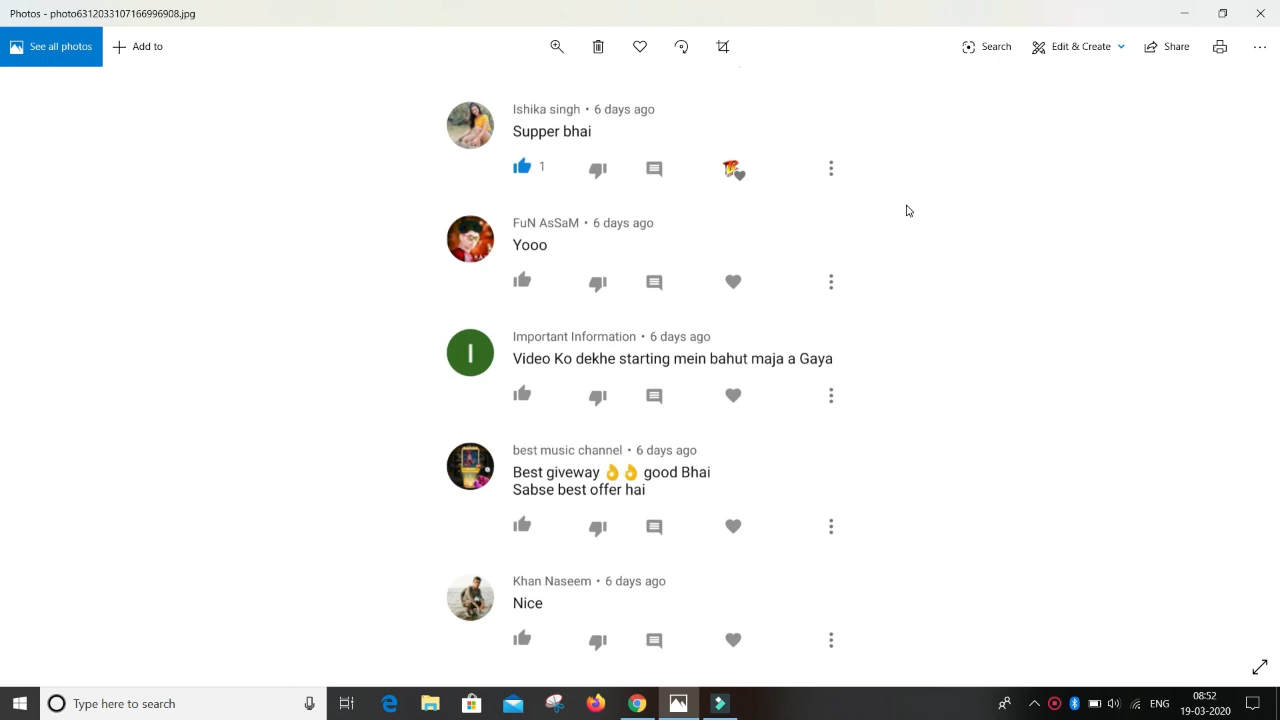 Photos - photo6312033107166996908.jpg
See all photos
Add to
Search
Edit & Create
Share
Ishika singh • 6 days ago
Supper bhai
1
FuN AsSaM • 6 days ago
Yooo
I
Important Information • 6 days ago
Video Ko dekhe starting mein bahut maja a Gaya
best music channel • 6 days ago
Best giveway 👌👌 good Bhai
Sabse best offer hai
Khan Naseem • 6 days ago
Nice
Type here to search
ENG
08:52
19-03-2020